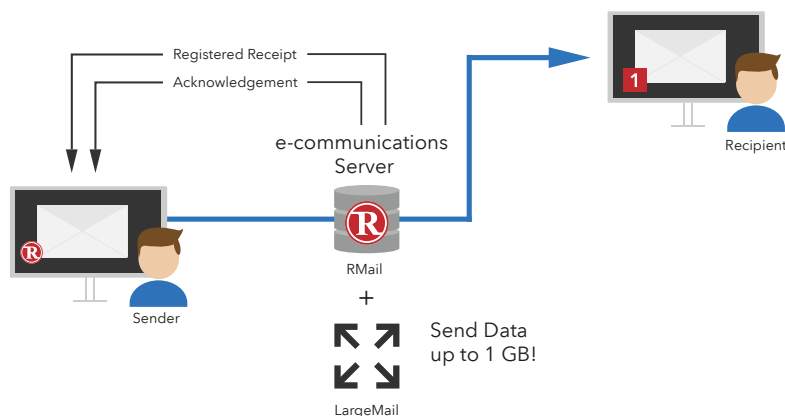 Registered Receipt
Acknowledgement
e-communications
Server
1
Recipient
R
R
RMail
Sender
+
Send Data
up to 1 GB!
LargeMail